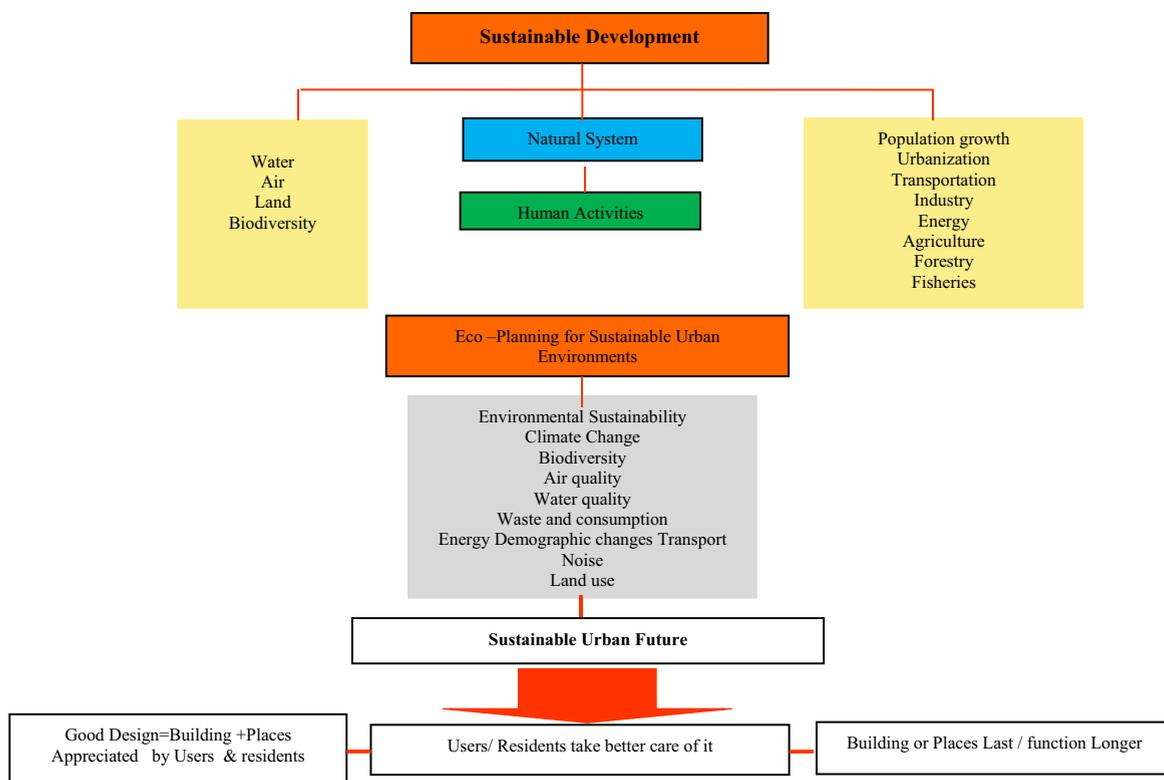 Sustainable Development
Water
Air
Land
Biodiversity
Natural System
Human Activities
Population growth
Urbanization
Transportation
Industry
Energy
Agriculture
Forestry
Fisheries
Eco –Planning for Sustainable Urban
Environments
Environmental Sustainability
Climate Change
Biodiversity
Air quality
Water quality
Waste and consumption
Energy Demographic changes Transport
Noise
Land use
Sustainable Urban Future
Good Design=Building +Places
Appreciated by Users & residents
Users/ Residents take better care of it
Building or Places Last / function Longer